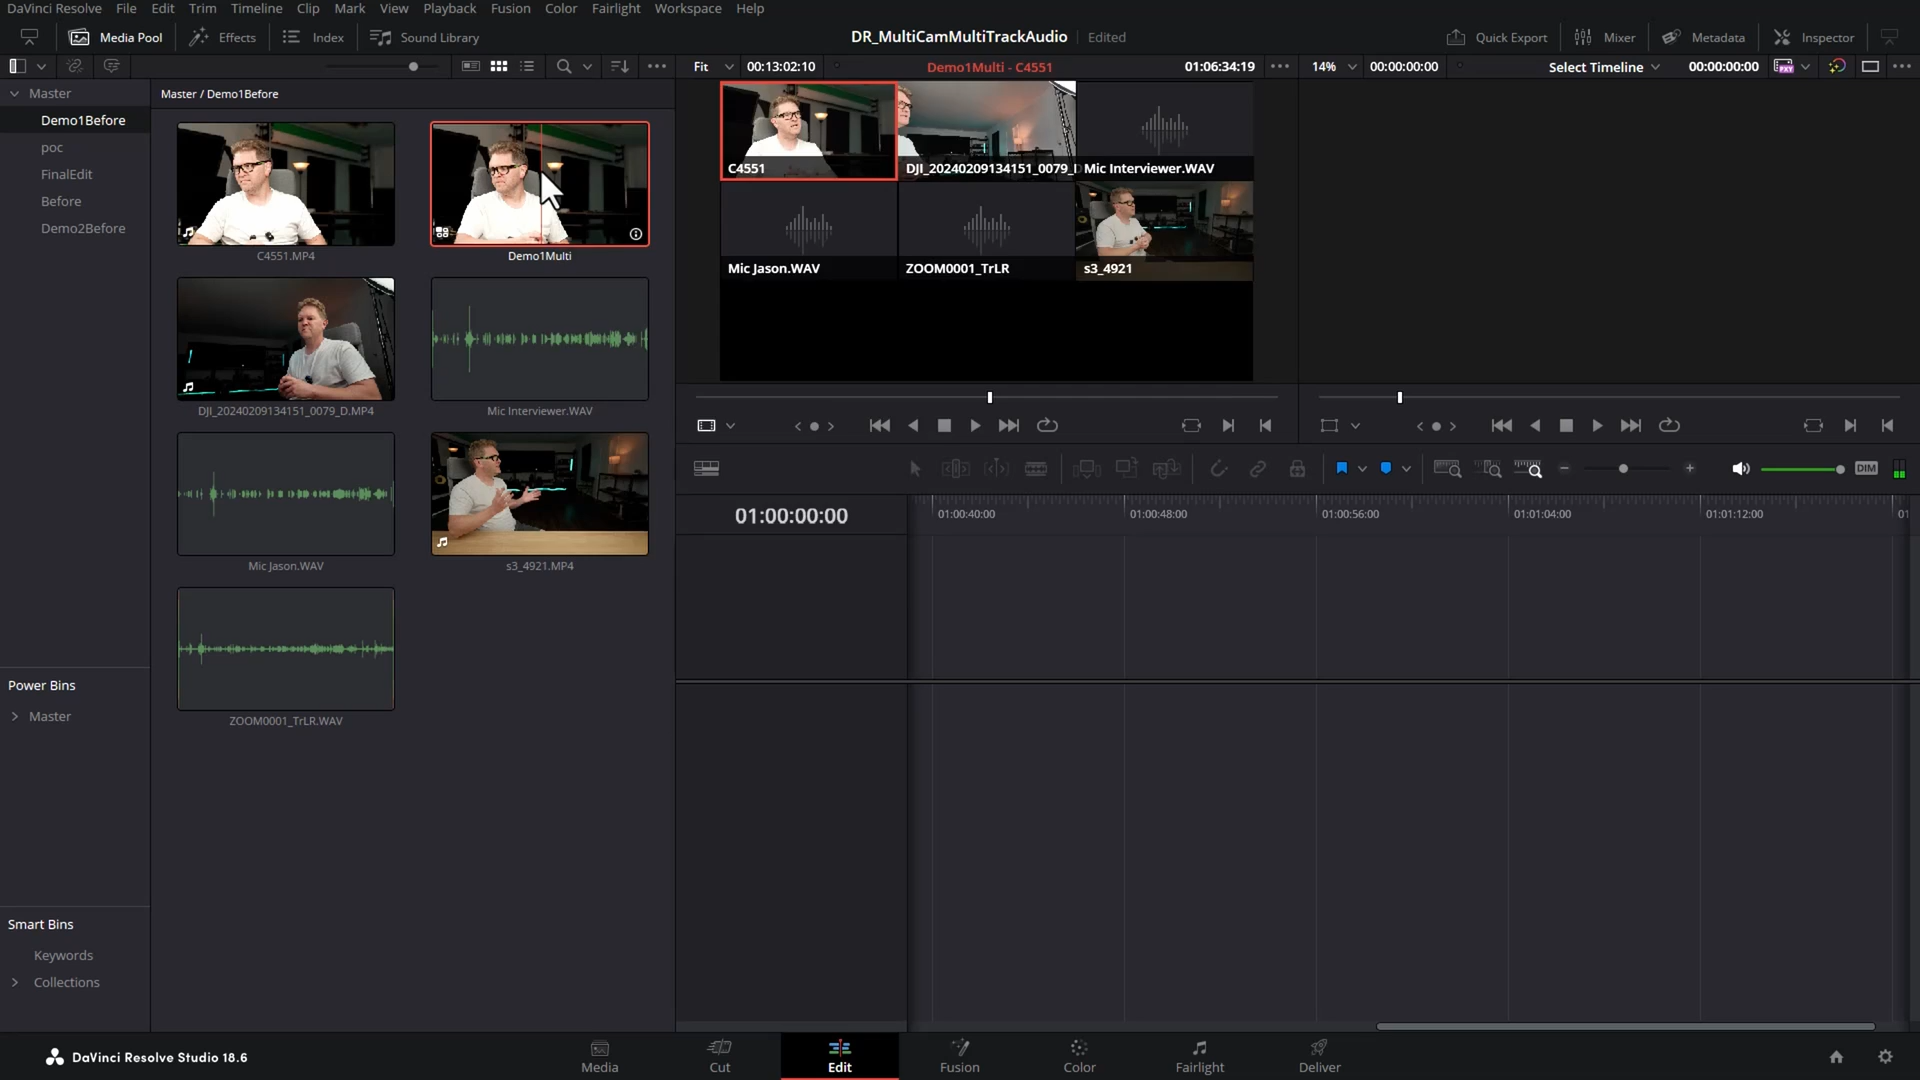 DaVinci Resolve File Edit Trim Timeline Clip Mark View Playback Fusion Color Fairlight Workspace Help
Media Pool Effects Index Sound Library DR_MultiCamMultiTrackAudio Edited Quick Export Mixer Metadata Inspector
Fit 00:13:02:10 Demo1Multi - C4551 01:06:34:19 14% 00:00:00:00 Select Timeline 00:00:00:00
Master
Master / Demo1Before
Demo1Before
poc
FinalEdit
Before
Demo2Before
C4551.MP4
Demo1Multi
DJI_20240209134151_0079_D.MP4
Mic Interviewer.WAV
Mic Jason.WAV
s3_4921.MP4
ZOOM0001_TrLR.WAV
C4551
DJI_20240209134151_0079_D
Mic Interviewer.WAV
Mic Jason.WAV
ZOOM0001_TrLR
s3_4921
DIM
01:00:00:00
01:00:40:00 01:00:48:00 01:00:56:00 01:01:04:00 01:01:12:00 01
Power Bins
Master
Smart Bins
Keywords
Collections
DaVinci Resolve Studio 18.6
Media Cut Edit Fusion Color Fairlight Deliver